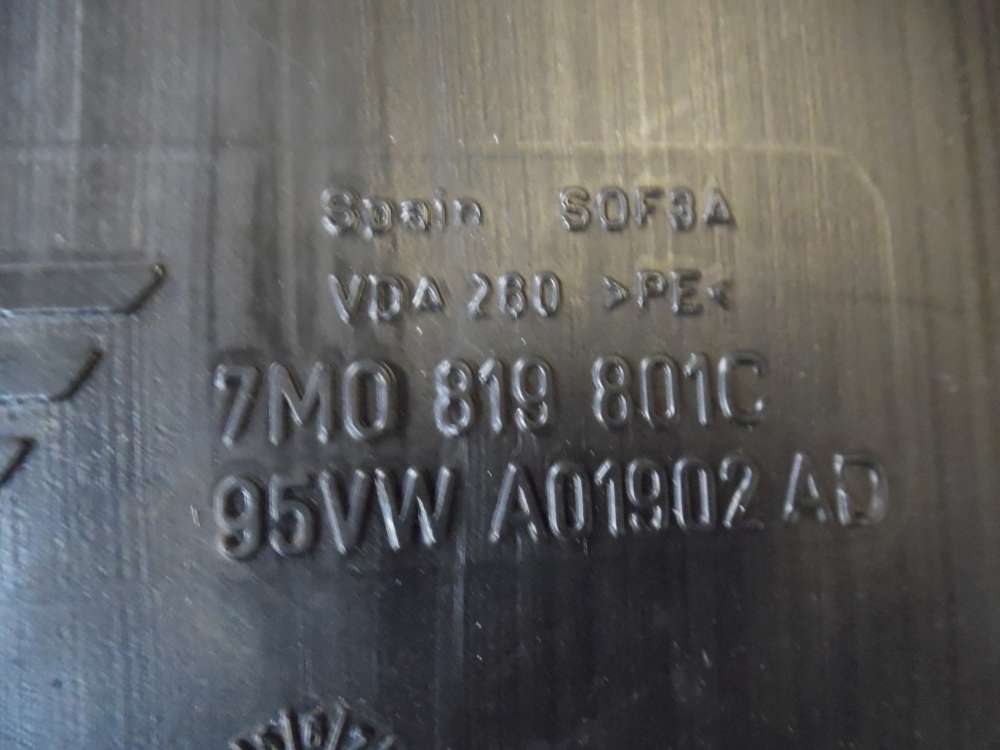 Spain SOF3A
VDA 260 >PE<
7M0 819 801C
95VW A01902 AD